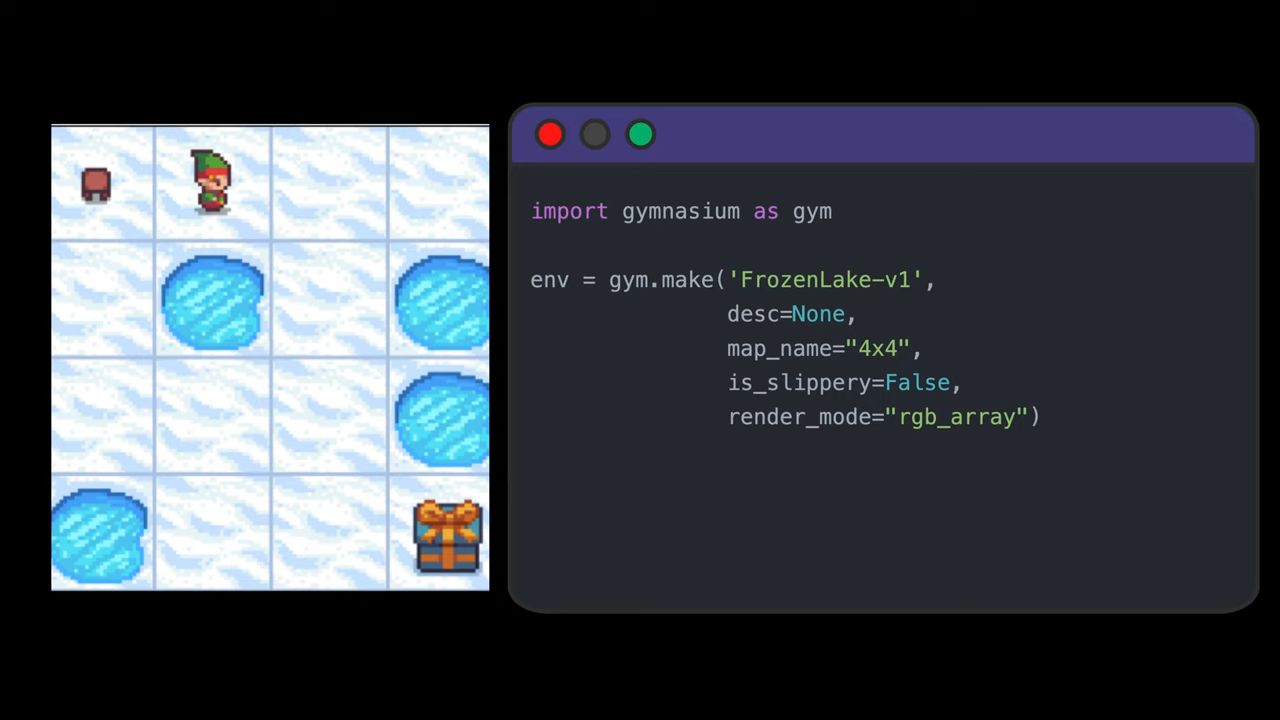 import gymnasium as gym
env = gym.make('FrozenLake-v1',
desc=None,
map_name="4x4",
is_slippery=False,
render_mode="rgb_array")